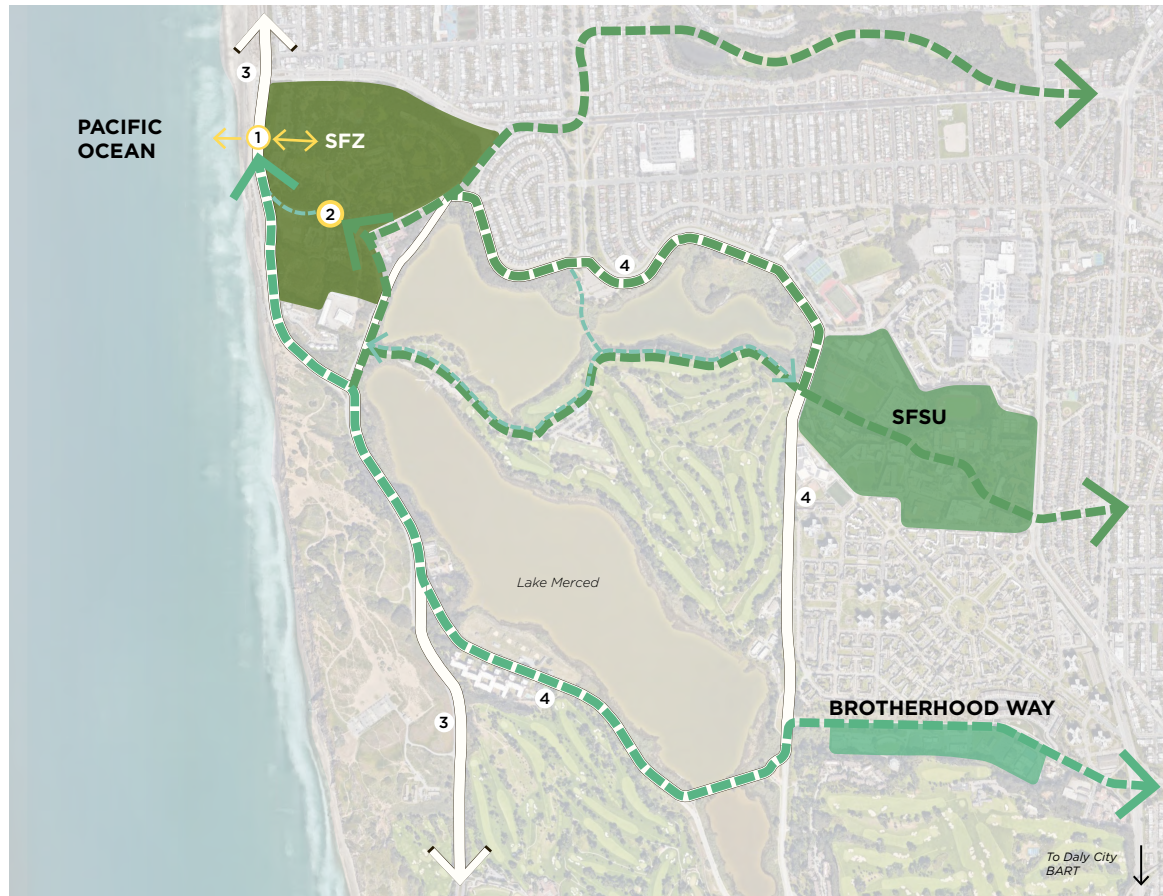 3
PACIFIC
OCEAN
1
SFZ
2
4
SFSU
4
Lake Merced
4
3
BROTHERHOOD WAY
To Daly City
BART